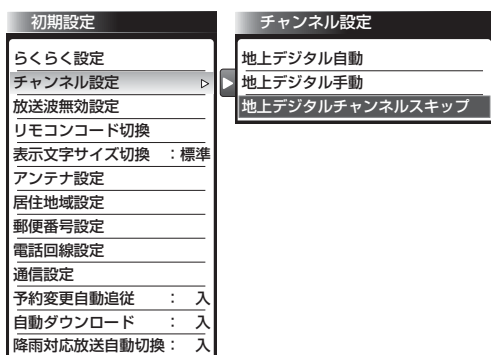 初期設定
らくらく設定
チャンネル設定
放送波無効設定
リモコンコード切換
表示文字サイズ切換 ：標準
アンテナ設定
居住地域設定
郵便番号設定
電話回線設定
通信設定
予約変更自動追従 ： 入
自動ダウンロード ： 入
降雨対応放送自動切換： 入
チャンネル設定
地上デジタル自動
地上デジタル手動
地上デジタルチャンネルスキップ